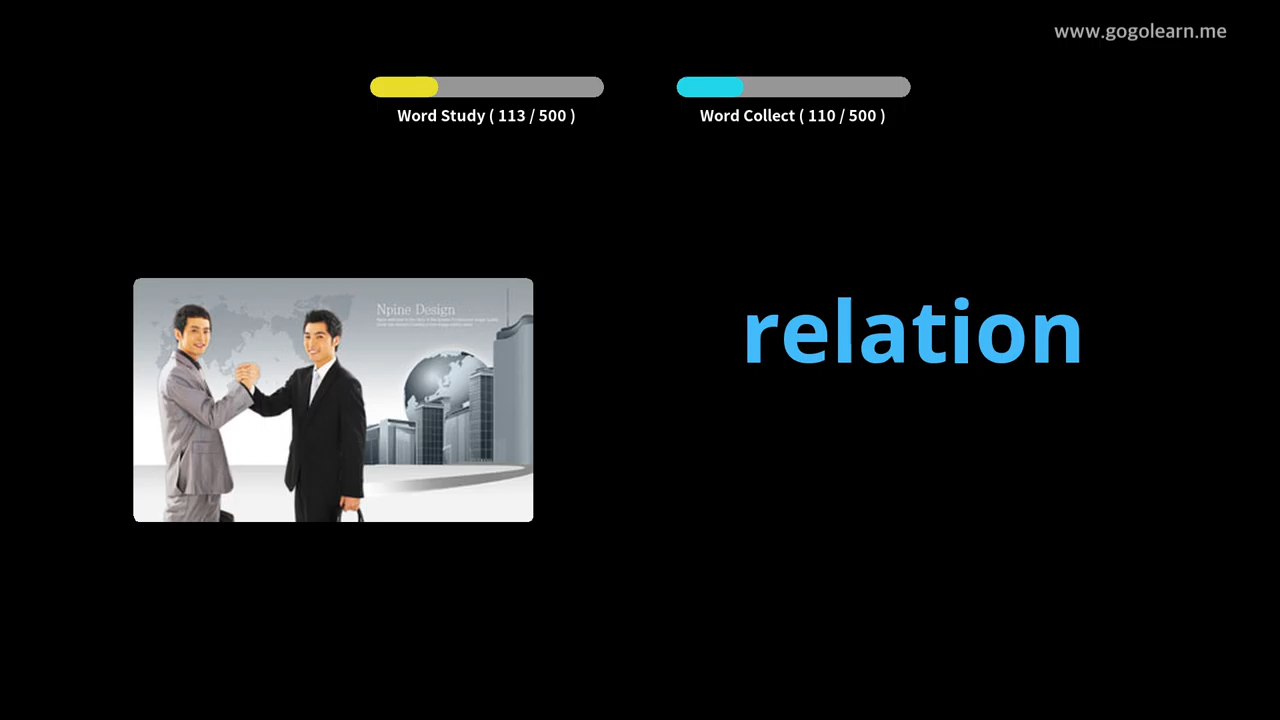 www.gogolearn.me
Word Study ( 113 / 500 )
Word Collect ( 110 / 500 )
Npine Design
relation